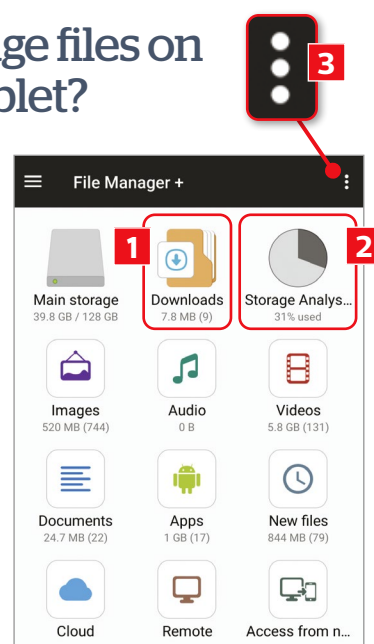 ge files on
blet?
3
File Manager +
1
2
Main storage
39.8 GB / 128 GB
Downloads
7.8 MB (9)
Storage Analys...
31% used
Images
520 MB (744)
Audio
0 B
Videos
5.8 GB (131)
Documents
24.7 MB (22)
Apps
1 GB (17)
New files
844 MB (79)
Cloud
Remote
Access from n...